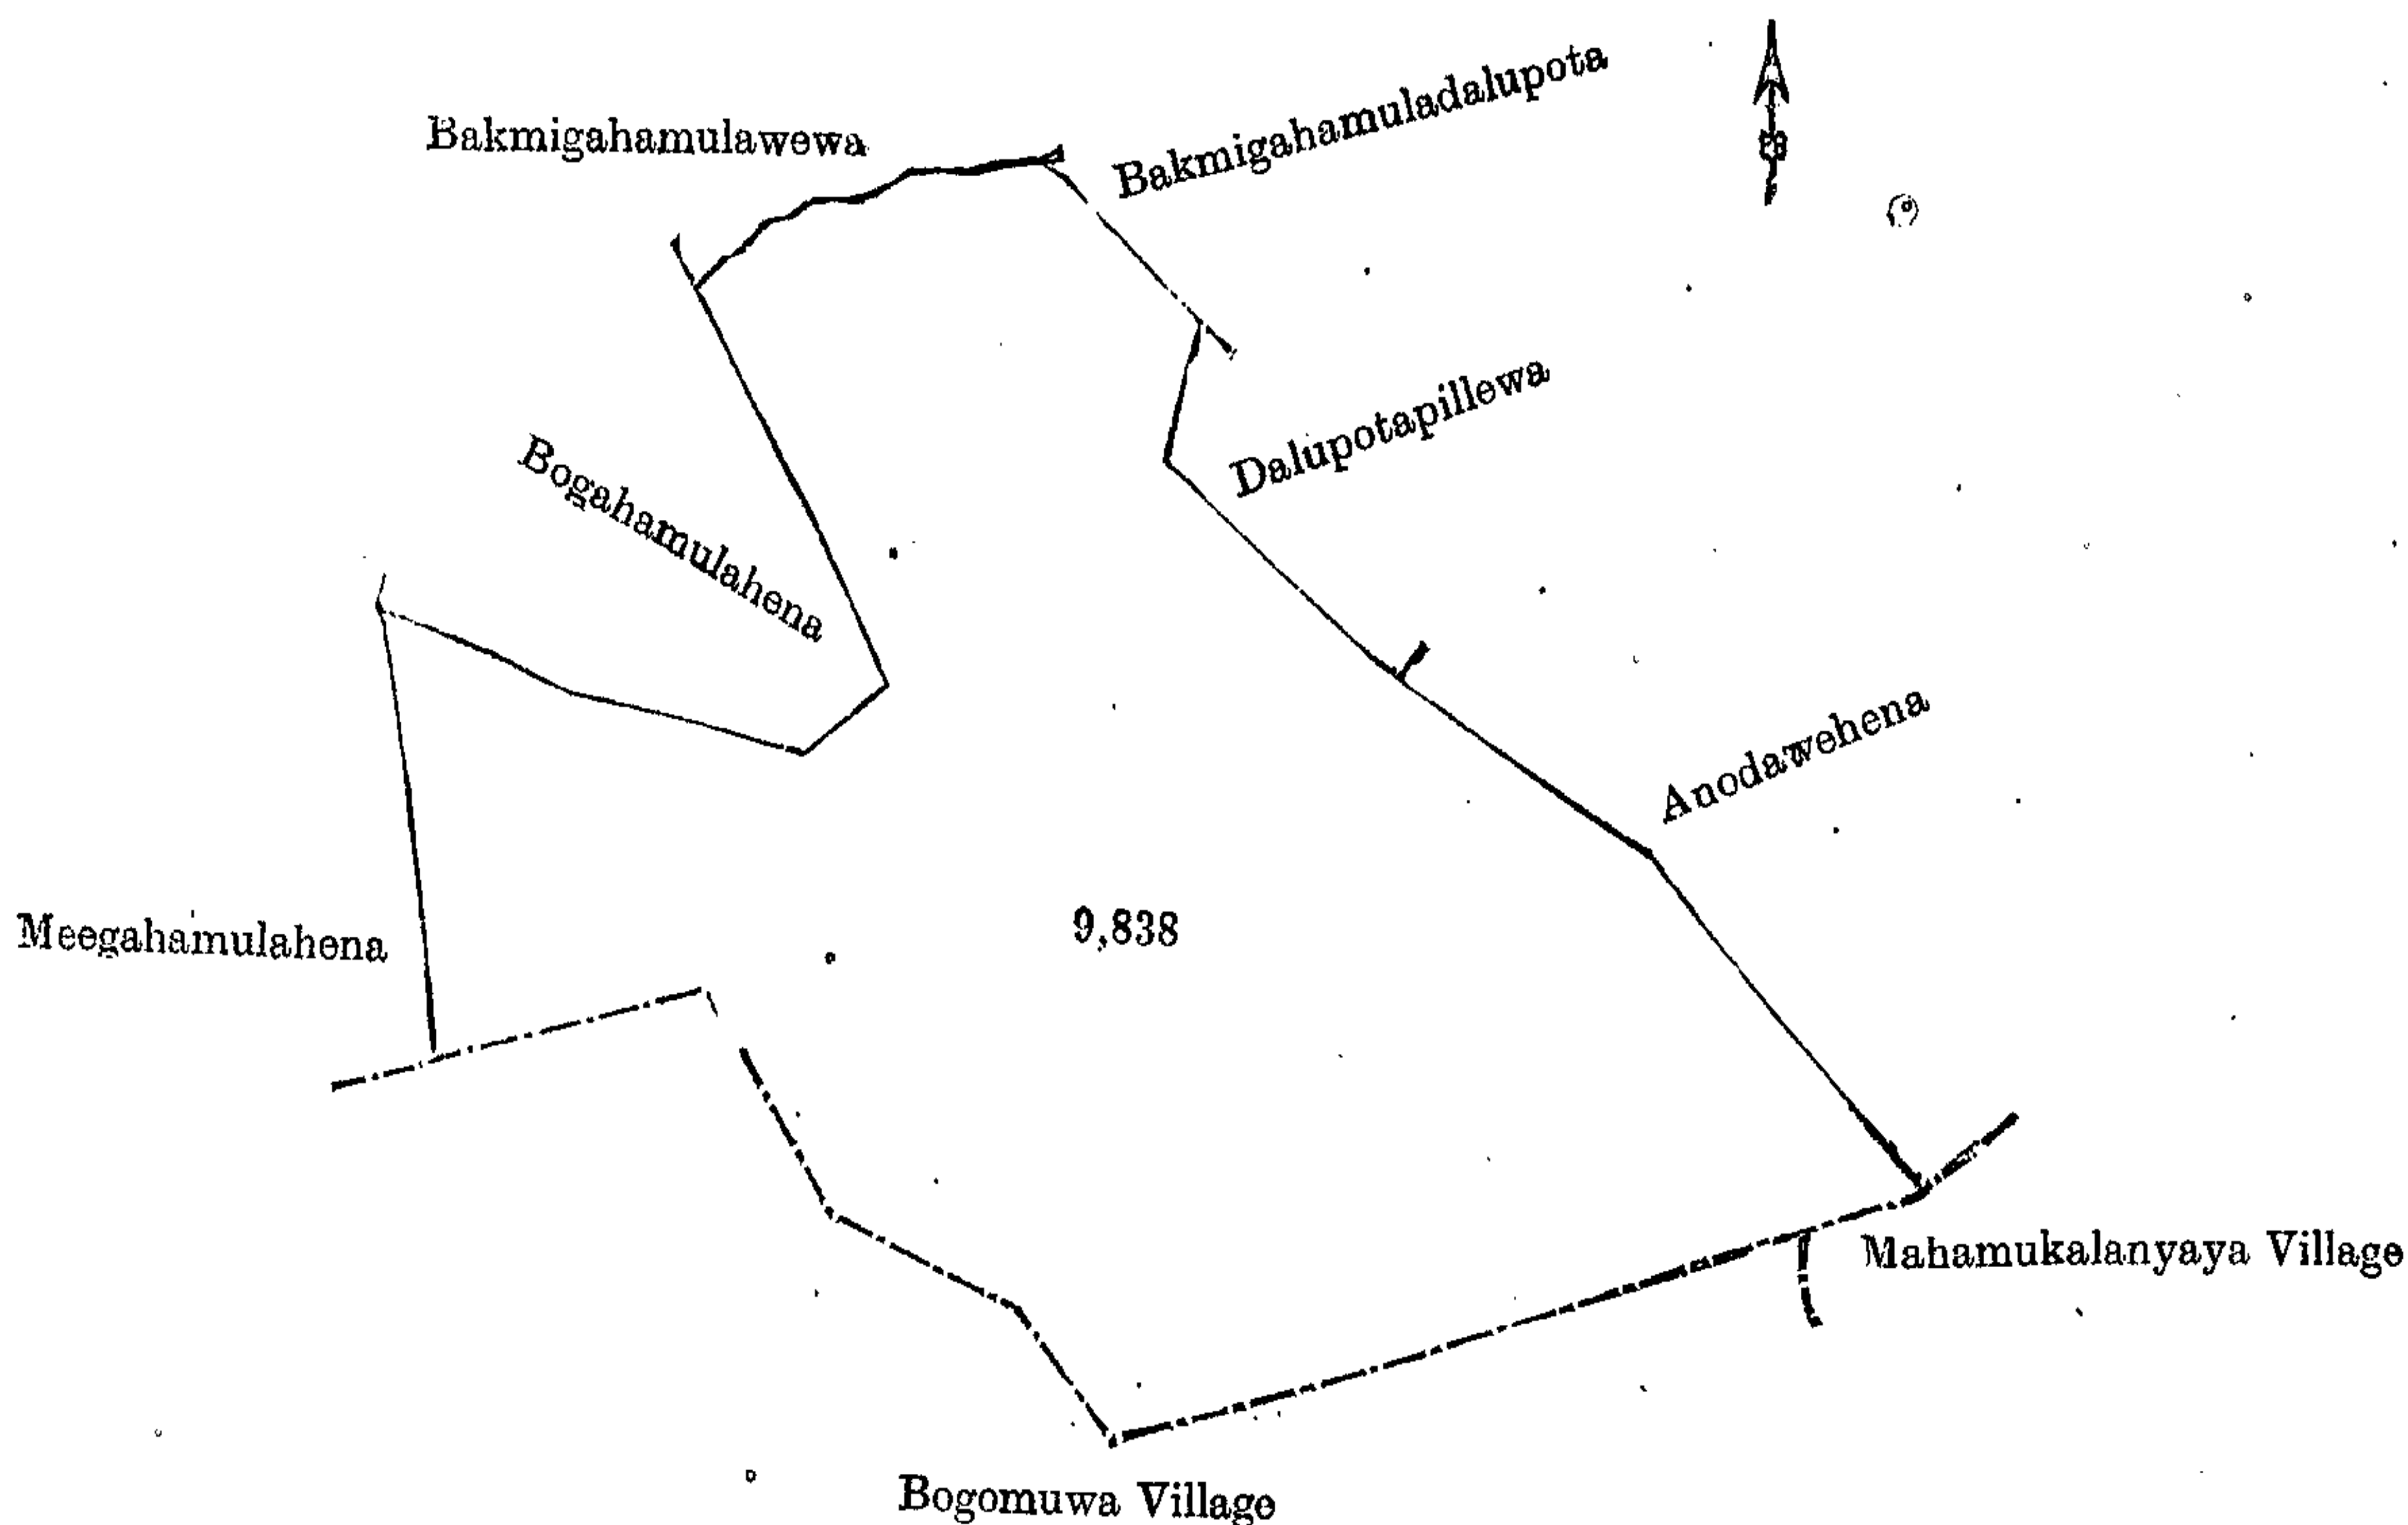 Bakmigahamulawewa
Bakmigahamuladalupota
Dalupotapillewa
Bogahamulahena
Anodawehena
Meegahamulahena
9,838
Mahamukalanyaya Village
Bogomuwa Village